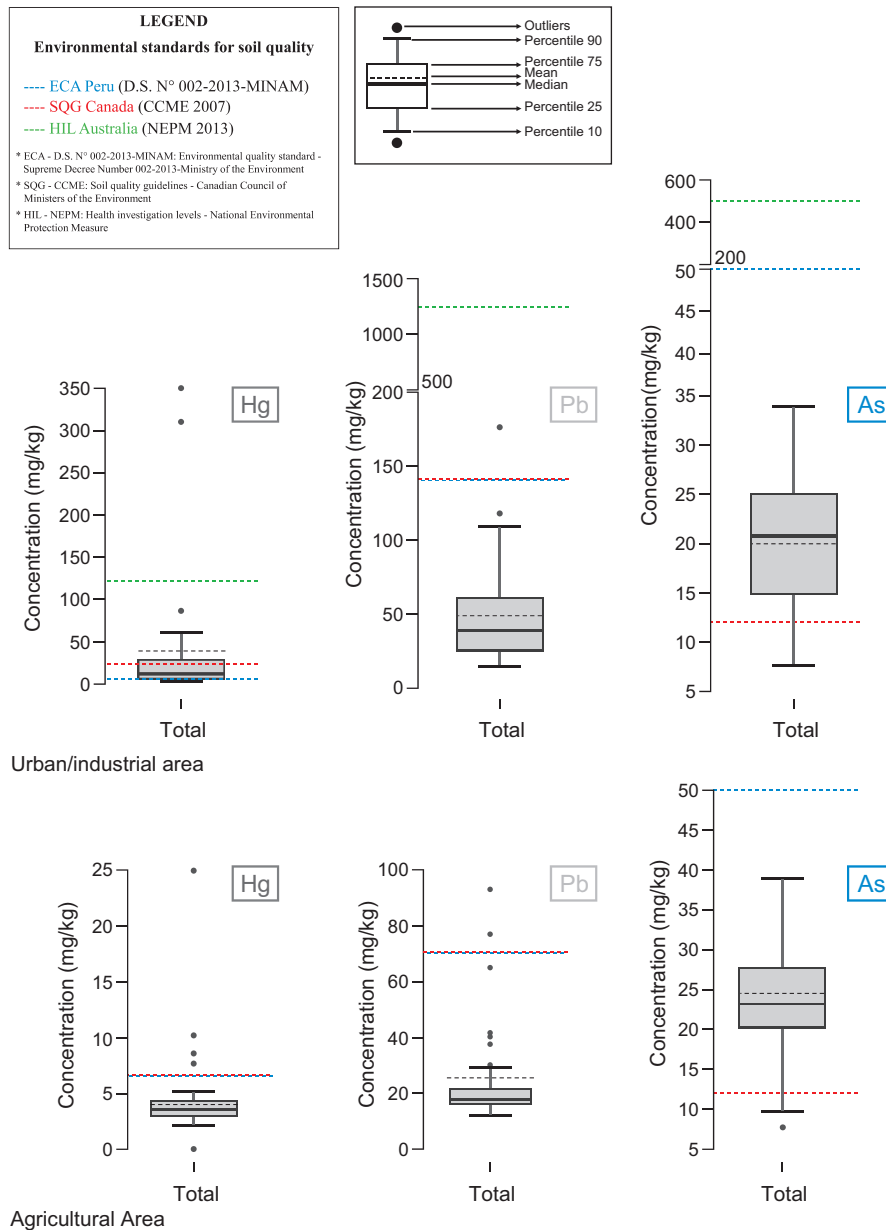 LEGEND
Environmental standards for soil quality
---- ECA Peru (D.S. N° 002-2013-MINAM)
---- SQG Canada (CCME 2007)
---- HIL Australia (NEPM 2013)
* ECA - D.S. N° 002-2013-MINAM: Environmental quality standard -
Supreme Decree Number 002-2013-Ministry of the Environment
* SQG - CCME: Soil quality guidelines - Canadian Council of
Ministers of the Environment
* HIL - NEPM: Health investigation levels - National Environmental
Protection Measure
Outliers
Percentile 90
Percentile 75
Mean
Median
Percentile 25
Percentile 10
Concentration (mg/kg)
350
300
250
200
150
100
50
0
Hg
Total
Concentration (mg/kg)
1500
1000
500
200
150
100
50
0
Pb
Total
Concentration(mg/kg)
600
400
200
50
45
40
35
30
25
20
15
10
5
As
Total
Urban/industrial area
Concentration (mg/kg)
25
20
15
10
5
0
Hg
Total
Concentration (mg/kg)
100
80
60
40
20
0
Pb
Total
Concentration (mg/kg)
50
45
40
35
30
25
20
15
10
5
As
Total
Agricultural Area